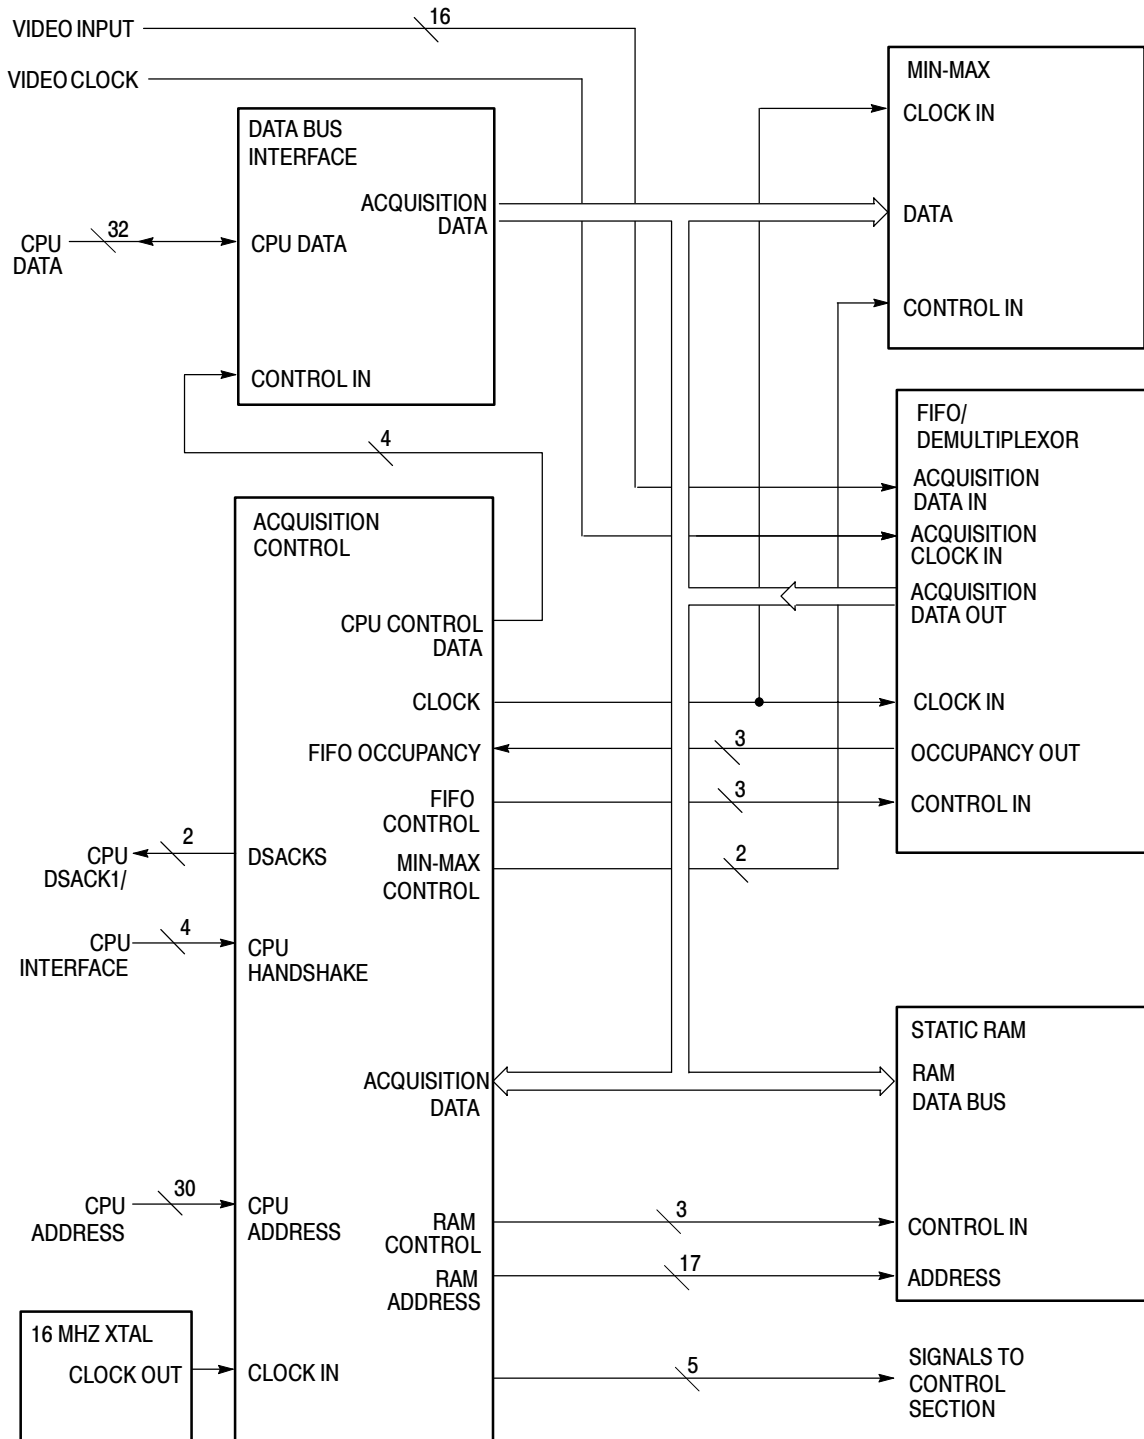 VIDEO INPUT
16
VIDEO CLOCK
MIN-MAX
CLOCK IN
DATA
CONTROL IN
DATA BUS
INTERFACE
ACQUISITION
DATA
CPU DATA
CONTROL IN
CPU
DATA
32
4
FIFO/
DEMULTIPLEXOR
ACQUISITION
DATA IN
ACQUISITION
CLOCK IN
ACQUISITION
DATA OUT
CLOCK IN
OCCUPANCY OUT
CONTROL IN
ACQUISITION
CONTROL
CPU CONTROL
DATA
CLOCK
FIFO OCCUPANCY
3
FIFO
CONTROL
3
MIN-MAX
CONTROL
2
CPU
DSACK1/
2
DSACKS
CPU
INTERFACE
4
CPU
HANDSHAKE
ACQUISITION
DATA
STATIC RAM
RAM
DATA BUS
CONTROL IN
ADDRESS
CPU
ADDRESS
30
CPU
ADDRESS
RAM
CONTROL
3
RAM
ADDRESS
17
16 MHZ XTAL
CLOCK OUT
CLOCK IN
5
SIGNALS TO
CONTROL
SECTION